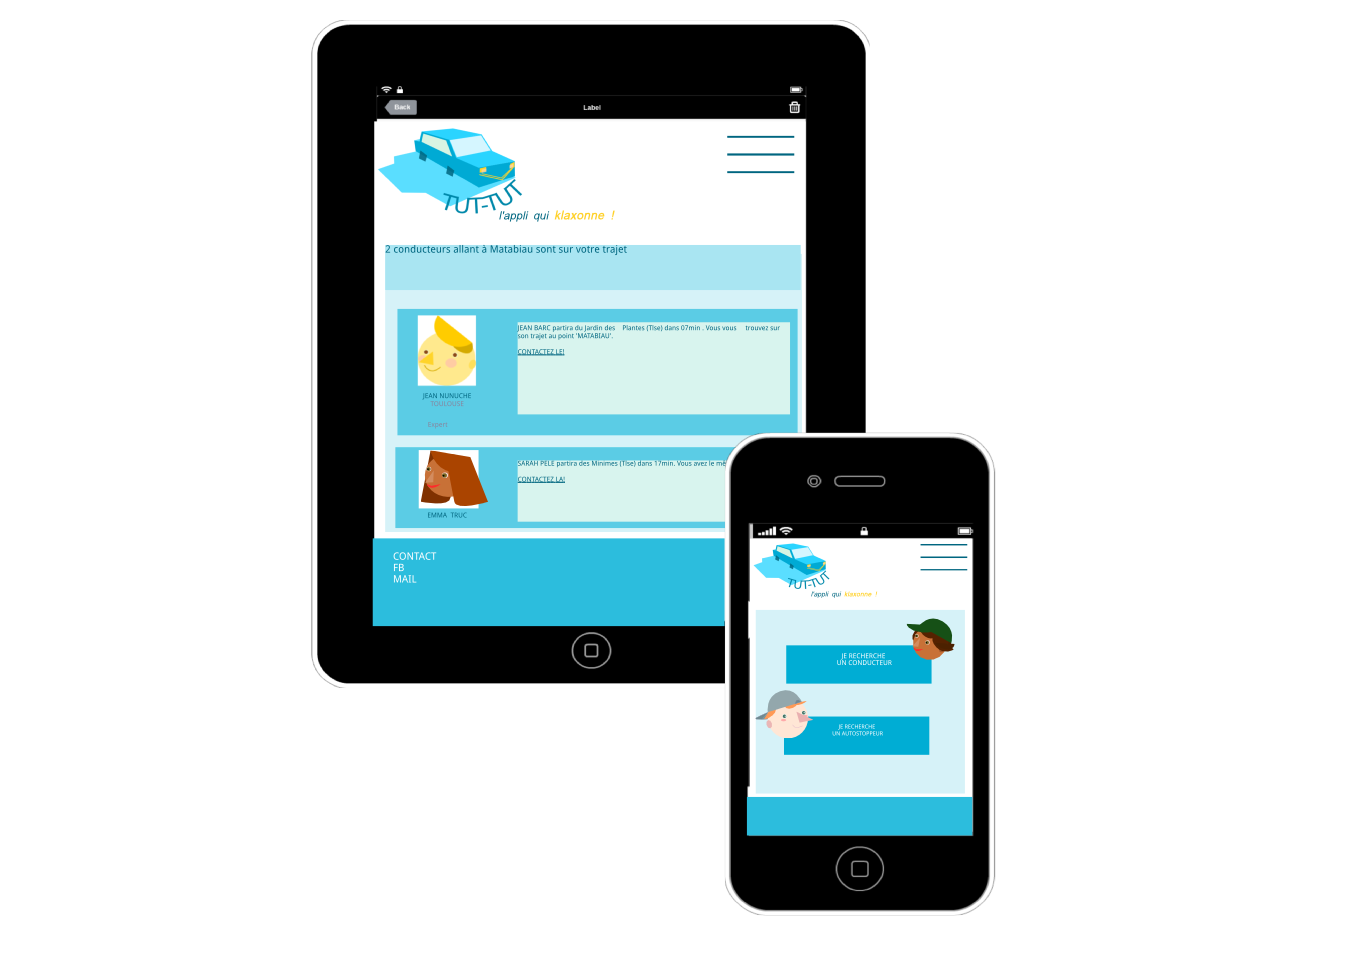 Back
Label
TUT-TUT
l'appli qui klaxonne !
2 conducteurs allant à Matabiau sont sur votre trajet
JEAN BARC partira du Jardin des Plantes (Tlse) dans 07min . Vous vous trouvez sur
son trajet au point 'MATABIAU'.
CONTACTEZ LE!
JEAN NUNUCHE
TOULOUSE
Expert
SARAH PELE partira des Minimes (Tlse) dans 17min. Vous avez le mê
CONTACTEZ LA!
EMMA TRUC
CONTACT
FB
MAIL
TUT-TUT
l'appli qui klaxonne !
JE RECHERCHE
UN CONDUCTEUR
JE RECHERCHE
UN AUTOSTOPPEUR